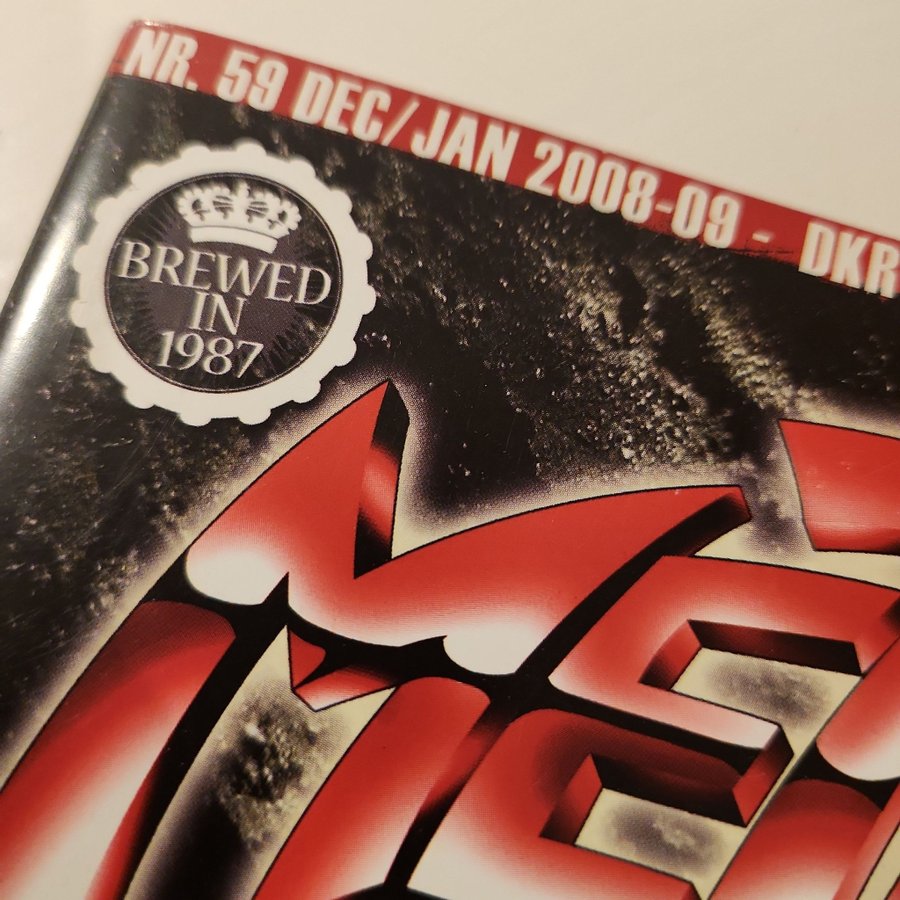 NR. 59 DEC/JAN 2008-09 - DKR
BREWED
IN
1987